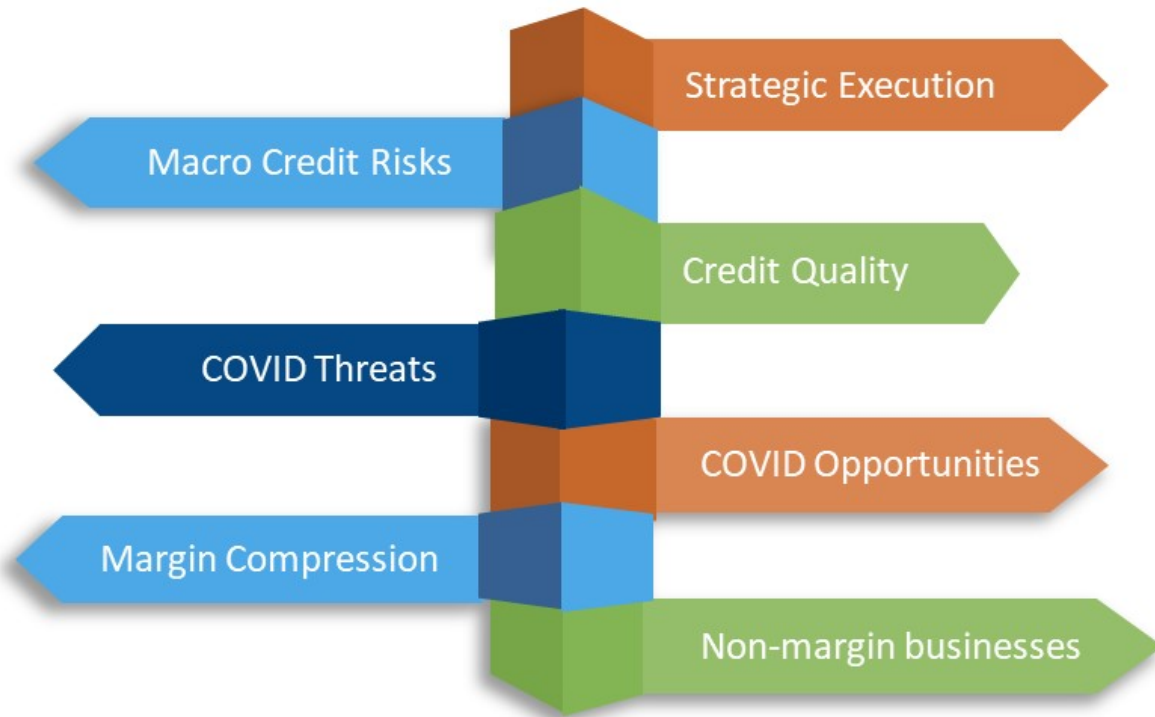 Strategic Execution
Macro Credit Risks
Credit Quality
COVID Threats
COVID Opportunities
Margin Compression
Non-margin businesses